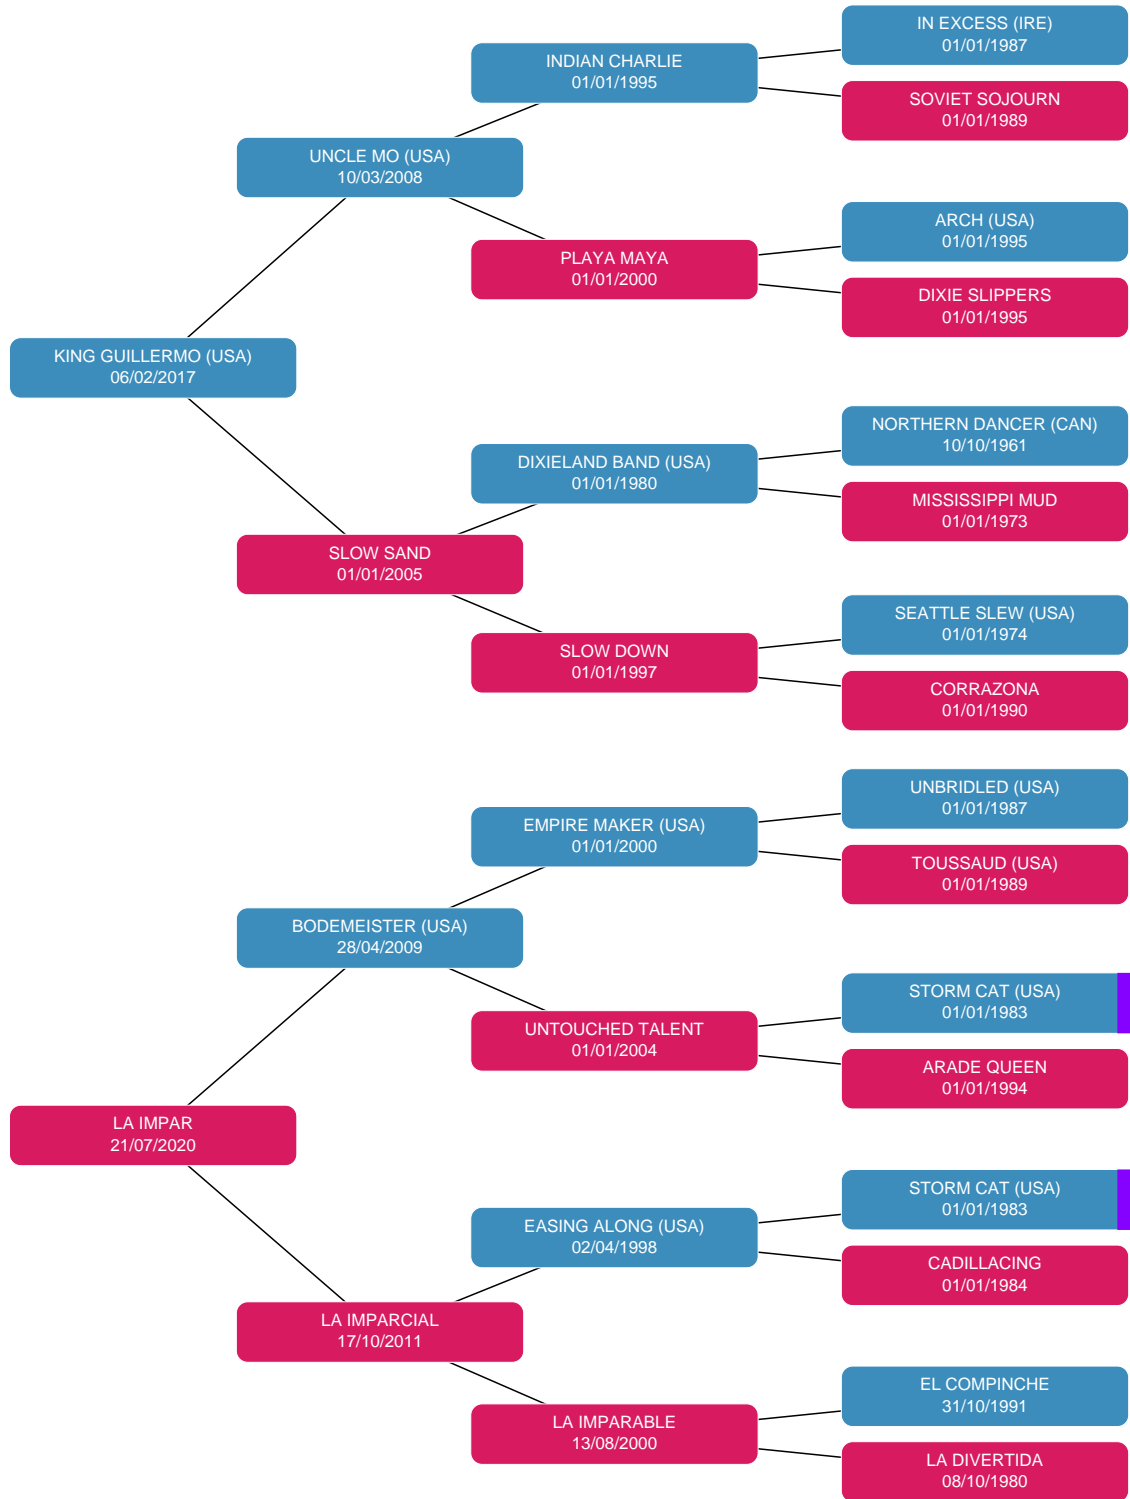 IN EXCESS (IRE)
01/01/1987
INDIAN CHARLIE
01/01/1995
SOVIET SOJOURN
01/01/1989
UNCLE MO (USA)
10/03/2008
ARCH (USA)
01/01/1995
PLAYA MAYA
01/01/2000
DIXIE SLIPPERS
01/01/1995
KING GUILLERMO (USA)
06/02/2017
NORTHERN DANCER (CAN)
10/10/1961
DIXIELAND BAND (USA)
01/01/1980
MISSISSIPPI MUD
01/01/1973
SLOW SAND
01/01/2005
SEATTLE SLEW (USA)
01/01/1974
SLOW DOWN
01/01/1997
CORRAZONA
01/01/1990
UNBRIDLED (USA)
01/01/1987
EMPIRE MAKER (USA)
01/01/2000
TOUSSAUD (USA)
01/01/1989
BODEMEISTER (USA)
28/04/2009
STORM CAT (USA)
01/01/1983
UNTOUCHED TALENT
01/01/2004
ARADE QUEEN
01/01/1994
LA IMPAR
21/07/2020
STORM CAT (USA)
01/01/1983
EASING ALONG (USA)
02/04/1998
CADILLACING
01/01/1984
LA IMPARCIAL
17/10/2011
EL COMPINCHE
31/10/1991
LA IMPARABLE
13/08/2000
LA DIVERTIDA
08/10/1980